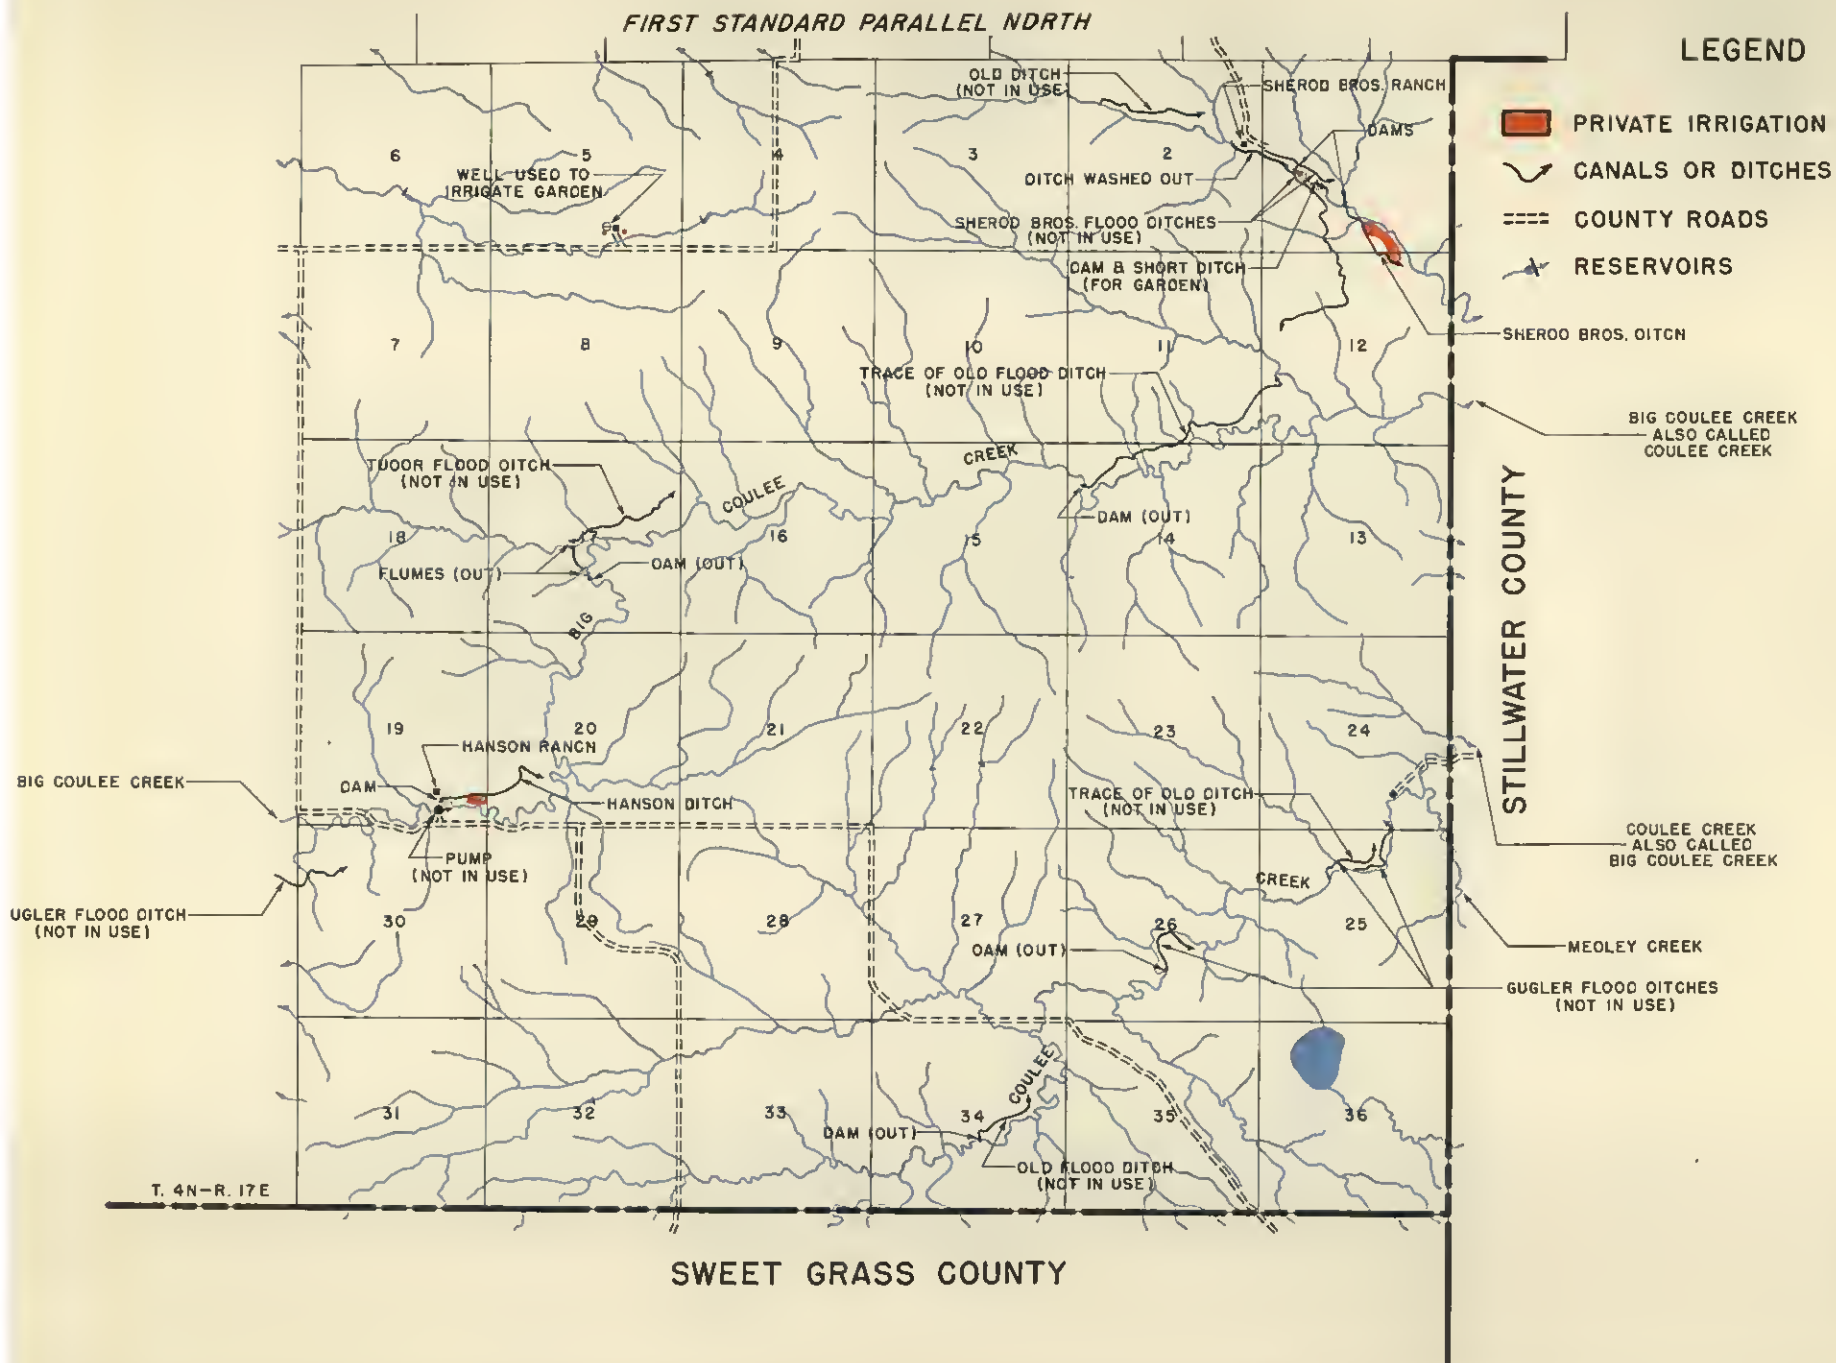 FIRST STANDARD PARALLEL NORTH
LEGEND
PRIVATE IRRIGATION
CANALS OR DITCHES
COUNTY ROADS
RESERVOIRS
OLD DITCH
(NOT IN USE)
SHEROD BROS. RANCH
DAMS
6
5
4
3
2
WELL USED TO
IRRIGATE GARDEN
DITCH WASHED OUT
SHEROD BROS. FLOOD DITCHES
(NOT IN USE)
DAM & SHORT DITCH
(FOR GARDEN)
SHEROD BROS. DITCH
7
8
9
10
11
12
TRACE OF OLD FLOOD DITCH
(NOT IN USE)
BIG COULEE CREEK
ALSO CALLED
COULEE CREEK
TUDOR FLOOD DITCH
(NOT IN USE)
COULEE
CREEK
DAM (OUT)
18
17
16
15
14
13
FLUMES (OUT)
DAM (OUT)
BIG
STILLWATER COUNTY
19
20
21
22
23
24
HANSON RANCH
BIG COULEE CREEK
DAM
HANSON DITCH
TRACE OF OLD DITCH
(NOT IN USE)
PUMP
(NOT IN USE)
COULEE CREEK
ALSO CALLED
BIG COULEE CREEK
CREEK
UGLER FLOOD DITCH
(NOT IN USE)
30
29
28
27
26
25
DAM (OUT)
MEDLEY CREEK
GUGLER FLOOD DITCHES
(NOT IN USE)
COULEE
31
32
33
34
35
36
DAM (OUT)
OLD FLOOD DITCH
(NOT IN USE)
T. 4N-R. 17E
SWEET GRASS COUNTY